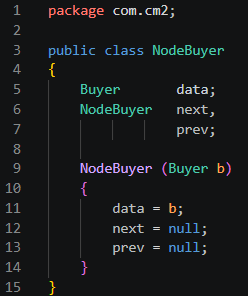 1 package com.cm2;
2
3 public class NodeBuyer
4 {
5     Buyer       data;
6     NodeBuyer   next,
7                 prev;
8
9     NodeBuyer (Buyer b)
10     {
11         data = b;
12         next = null;
13         prev = null;
14     }
15 }